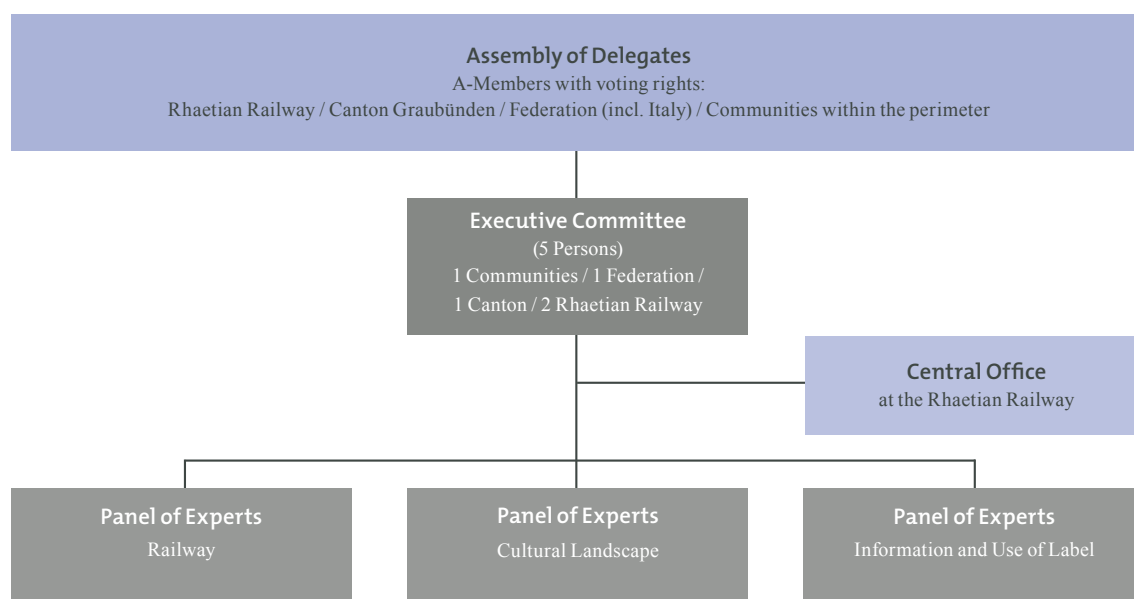 Assembly of Delegates
A-Members with voting rights:
Rhaetian Railway / Canton Graubünden / Federation (incl. Italy) / Communities within the perimeter
Executive Committee
(5 Persons)
1 Communities / 1 Federation /
1 Canton / 2 Rhaetian Railway
Central Office
at the Rhaetian Railway
Panel of Experts
Railway
Panel of Experts
Cultural Landscape
Panel of Experts
Information and Use of Label